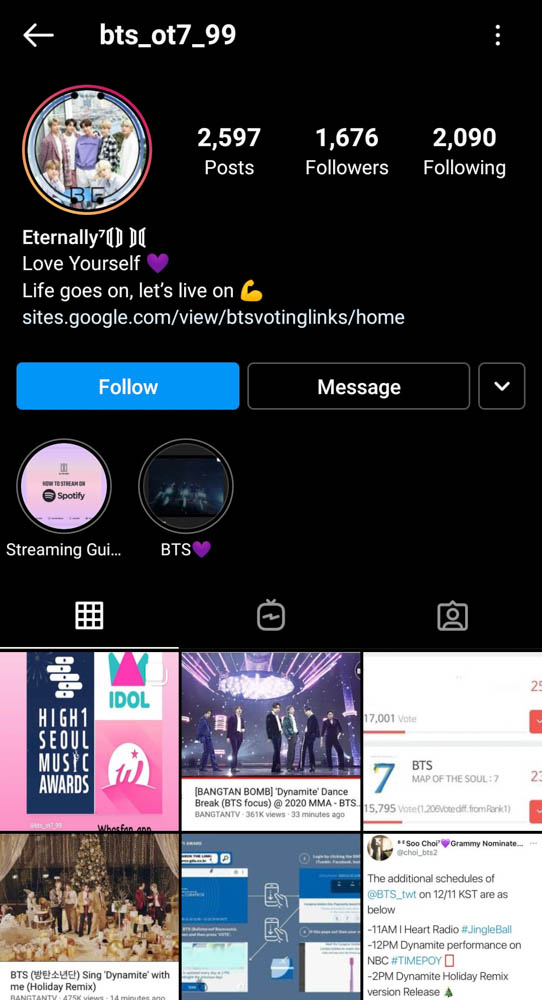 bts_ot7_99
2,597 1,676 2,090
Posts Followers Following
Eternally⁷
Love Yourself 💜
Life goes on, let's live on 💪
sites.google.com/view/btsvotinglinks/home
Follow Message
HOW TO STREAM ON
Spotify
Streaming Gui... BTS💜
HIGH1
SEOUL
MUSIC
AWARDS
IDOL
@bts_ot7_99
Whosfan app
[BANGTAN BOMB] 'Dynamite' Dance
Break (BTS focus) @ 2020 MMA - BTS...
BANGTANTV · 361K views · 33 minutes ago
17,001 Vote
BTS
MAP OF THE SOUL : 7
15,795 Vote (1,206Vote diff. from Rank1)
BTS (방탄소년단) Sing 'Dynamite' with
me (Holiday Remix)
BANGTANTV · 475K views · 14 minutes ago
Soo Choi⁷💜Grammy Nominate... 
@choi_bts2
The additional schedules of
@BTS_twt on 12/11 KST are as
below
-11AM I Heart Radio #JingleBall
-12PM Dynamite performance on
NBC #TIMEPOY
-2PM Dynamite Holiday Remix
version Release 🎄